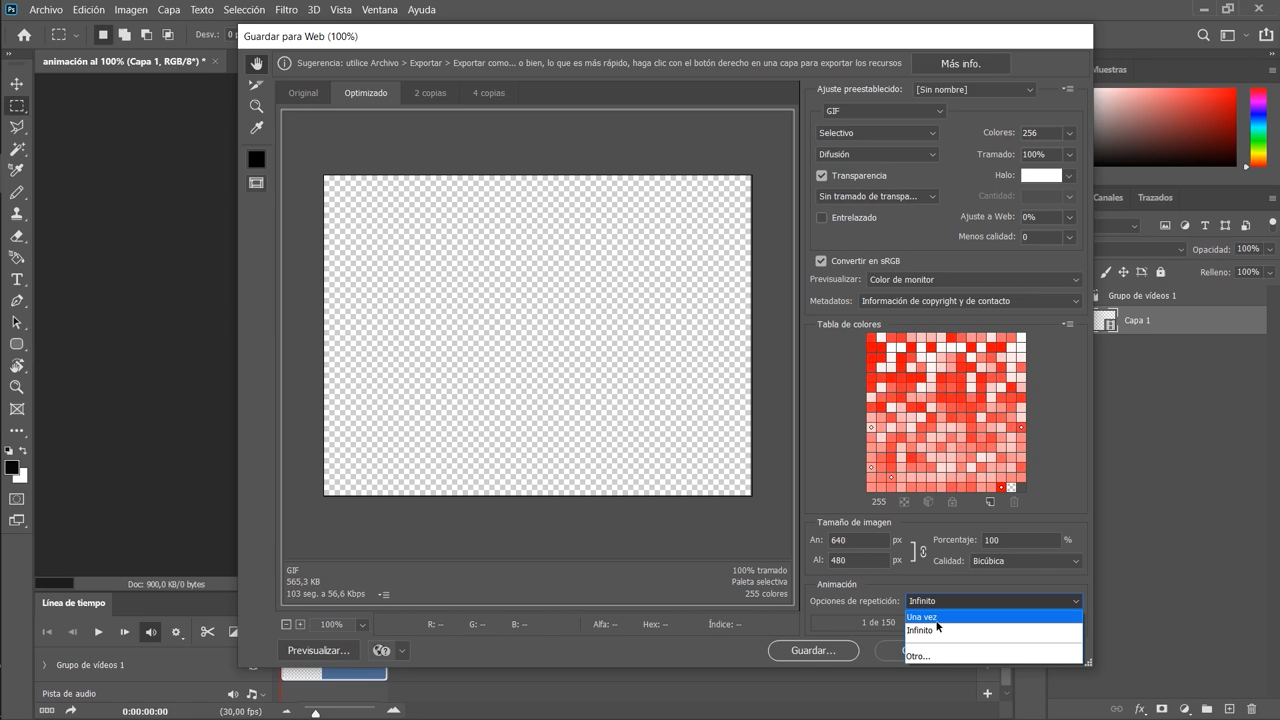 Archivo Edición Imagen Capa Texto Selección Filtro 3D Vista Ventana Ayuda
Desv.: 0
Guardar para Web (100%)
animación al 100% (Capa 1, RGB/8*) *
Sugerencia: utilice Archivo > Exportar > Exportar como... o bien, lo que es más rápido, haga clic con el botón derecho en una capa para exportar los recursos
Más info.
Original Optimizado 2 copias 4 copias
Ajuste preestablecido: [Sin nombre]
GIF
Selectivo Colores: 256
Difusión Tramado: 100%
Transparencia Halo:
Sin tramado de transpa... Cantidad:
Entrelazado Ajuste a Web: 0%
Menos calidad: 0
Convertir en sRGB
Previsualizar: Color de monitor
Metadatos: Información de copyright y de contacto
Tabla de colores
255
Tamaño de imagen
An: 640 px Porcentaje: 100 %
Al: 480 px Calidad: Bicúbica
Animación
Opciones de repetición: Infinito
Una vez
Infinito
Otro...
1 de 150
GIF
565,3 KB
103 seg. a 56,6 Kbps
100% tramado
Paleta selectiva
255 colores
100% R: -- G: -- B: -- Alfa: -- Hex: -- Índice: --
Previsualizar... Guardar...
Muestras
Canales Trazados
Opacidad: 100%
Relleno: 100%
Grupo de vídeos 1
Capa 1
Doc: 900,0 KB/0 bytes
Línea de tiempo
Grupo de vídeos 1
Pista de audio
0:00:00:00 (30,00 fps)